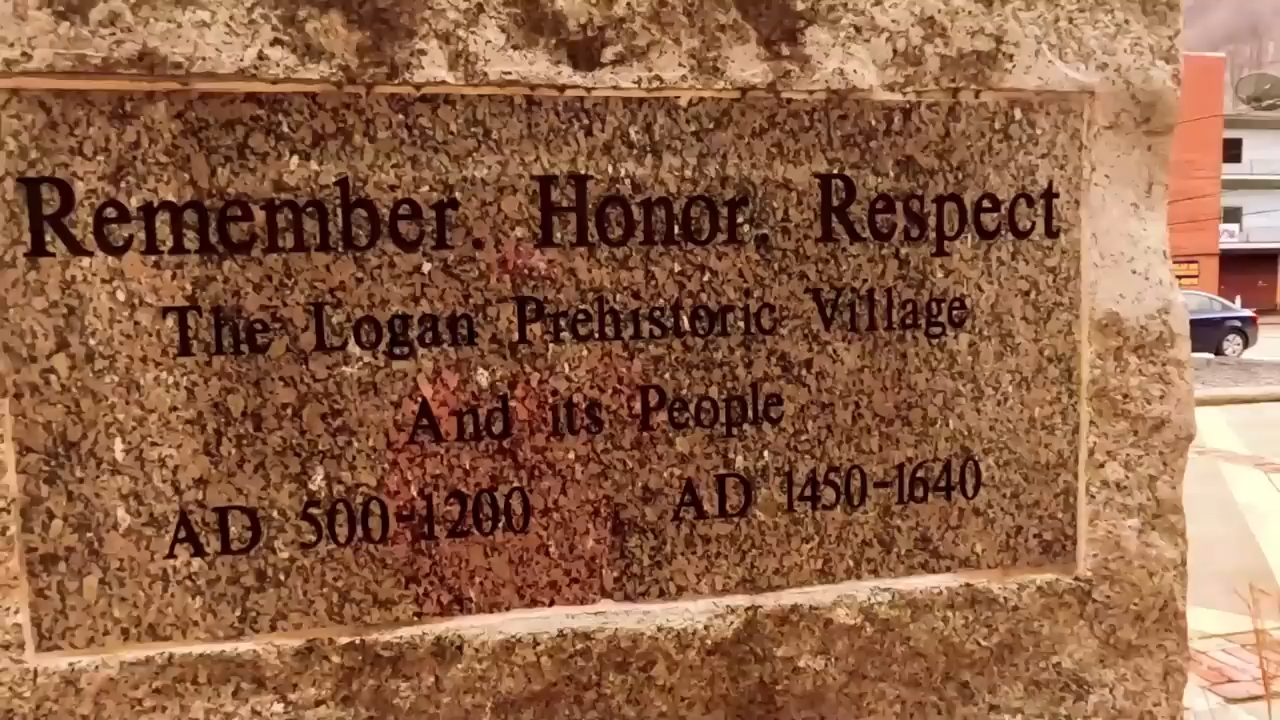 Remember. Honor. Respect
The Logan Prehistoric Village
And its People
AD 500-1200 AD 1450-1640